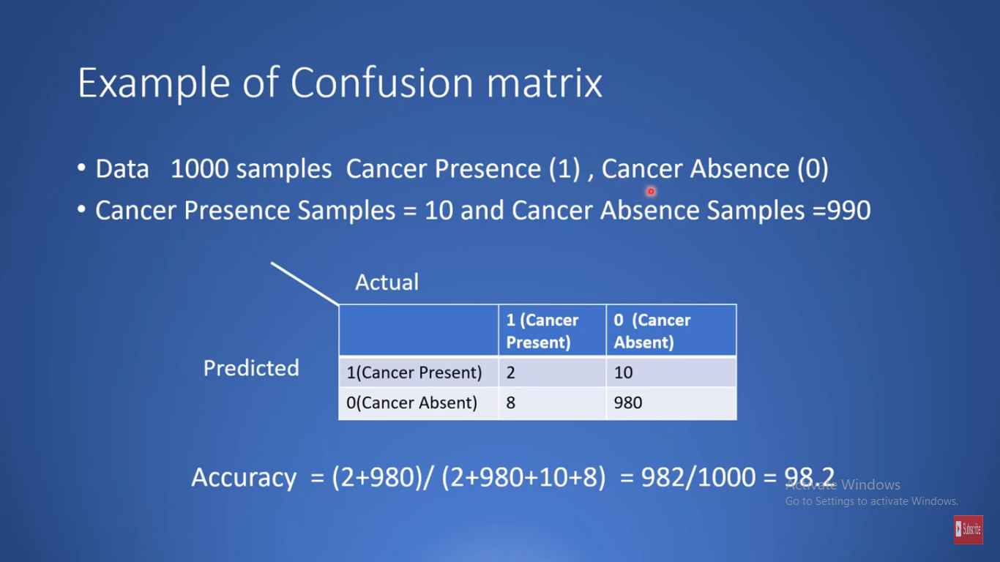 Example of Confusion matrix
• Data 1000 samples Cancer Presence (1) , Cancer Absence (0)
• Cancer Presence Samples = 10 and Cancer Absence Samples =990
Actual
Predicted
1 (Cancer Present) 0 (Cancer Absent)
1(Cancer Present) 2 10
0(Cancer Absent) 8 980
Accuracy = (2+980)/ (2+980+10+8) = 982/1000 = 98.2
Activate Windows
Go to Settings to activate Windows.
Subscribe